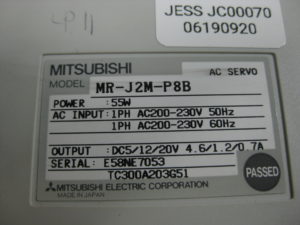 JESS JC00070
06190920
MITSUBISHI
AC SERVO
MODEL MR-J2M-P8B
POWER : 55W
AC INPUT : 1PH AC200-230V 50Hz
1PH AC200-230V 60Hz
OUTPUT : DC5/12/20V 4.6/1.2/0.7A
SERIAL : E58NE7053
TC300A203G51
PASSED
MITSUBISHI ELECTRIC CORPORATION
MADE IN JAPAN